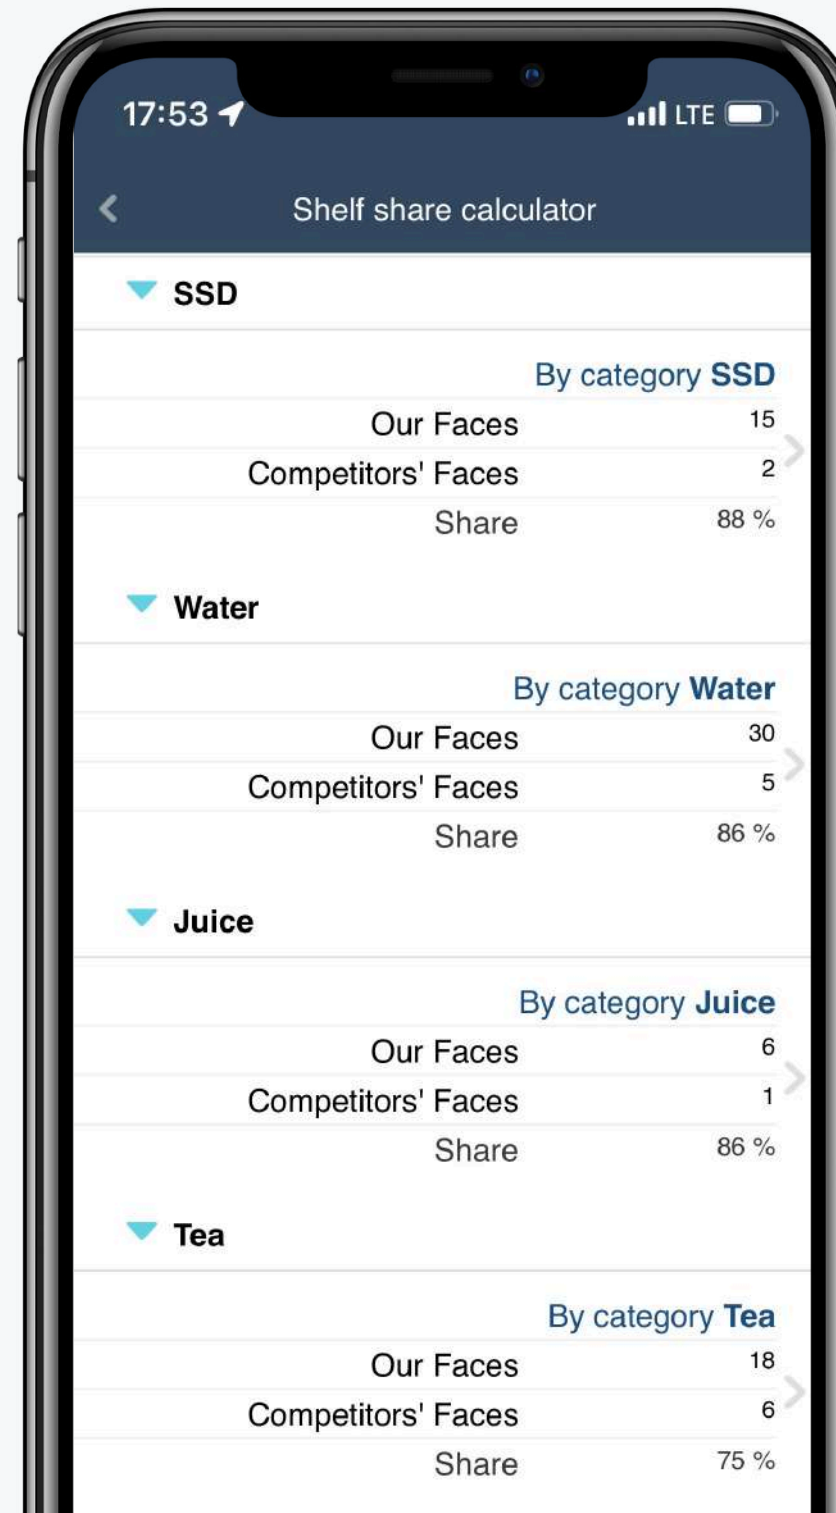 17:53 LTE
Shelf share calculator
SSD
By category SSD
Our Faces 15
Competitors' Faces 2
Share 88 %
Water
By category Water
Our Faces 30
Competitors' Faces 5
Share 86 %
Juice
By category Juice
Our Faces 6
Competitors' Faces 1
Share 86 %
Tea
By category Tea
Our Faces 18
Competitors' Faces 6
Share 75 %